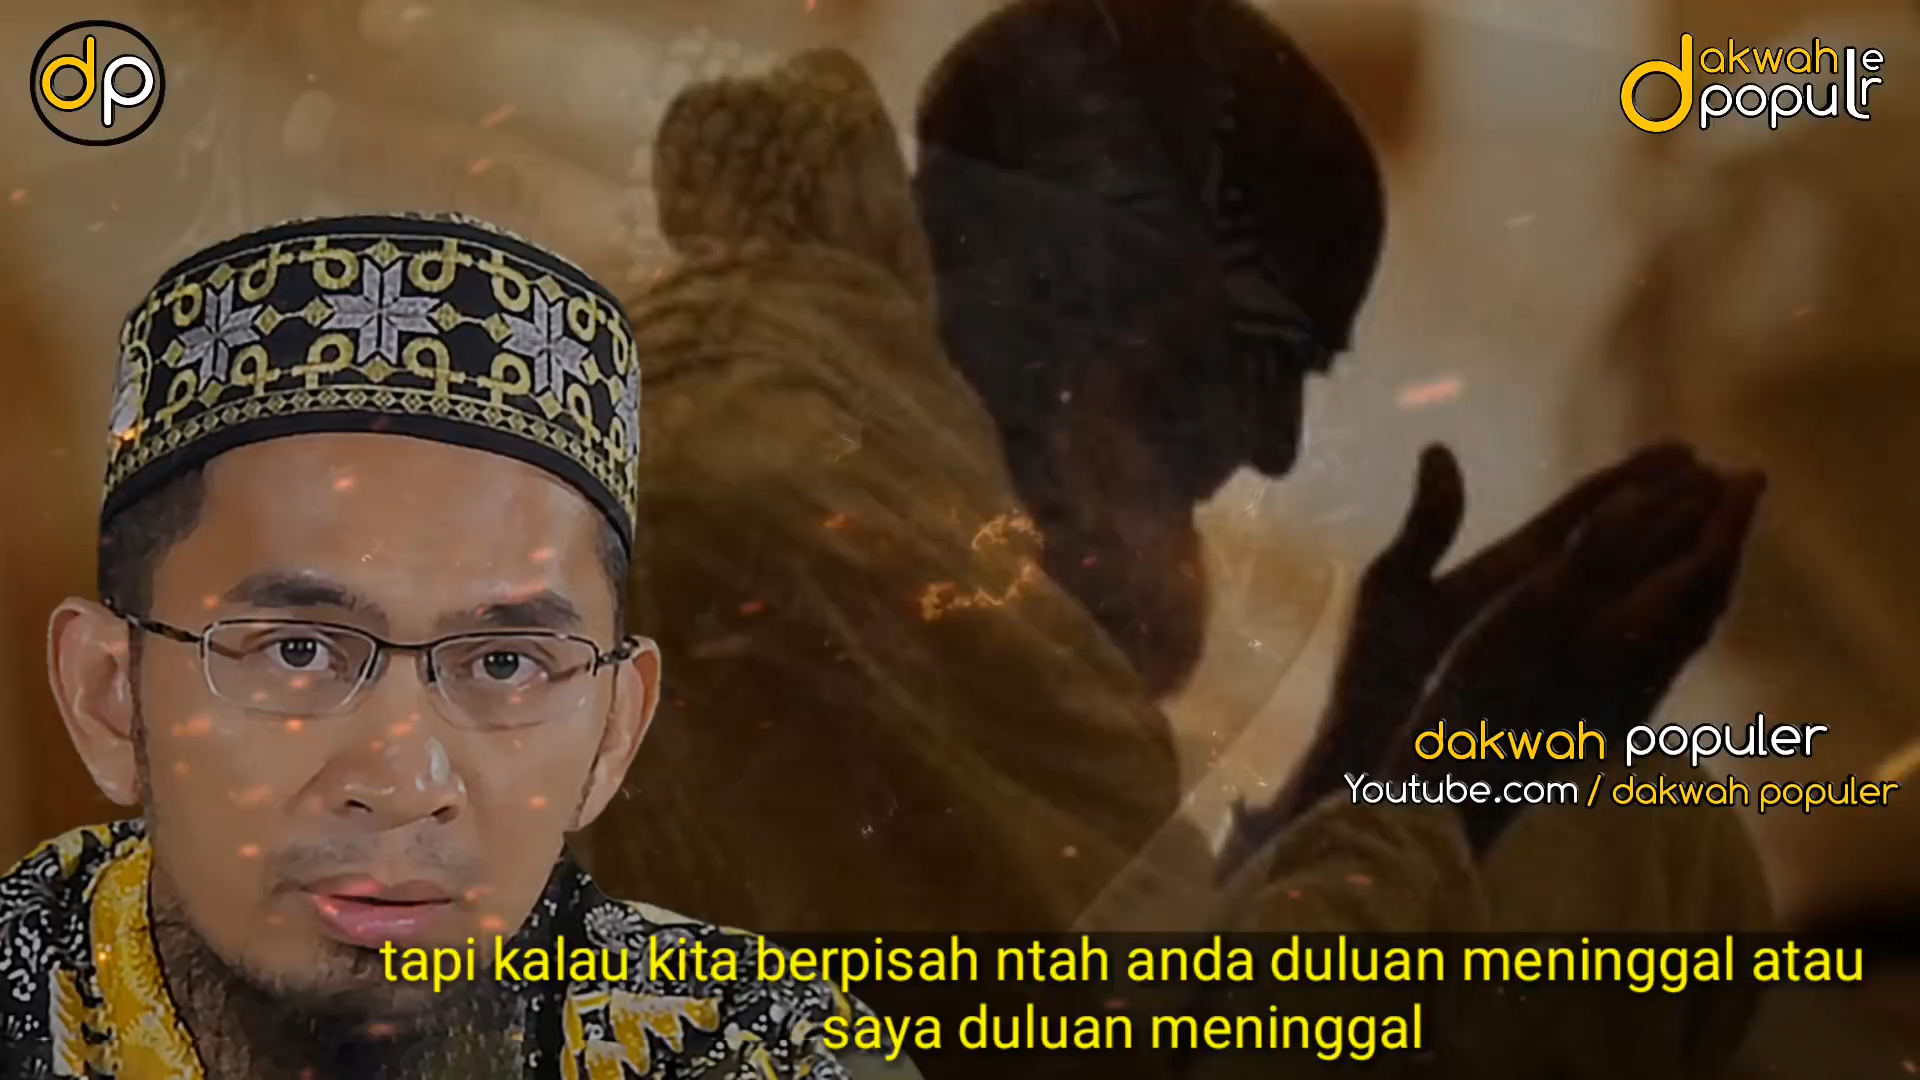 dp
dakwah
populer
dakwah populer
Youtube.com / dakwah populer
tapi kalau kita berpisah ntah anda duluan meninggal atau
saya duluan meninggal